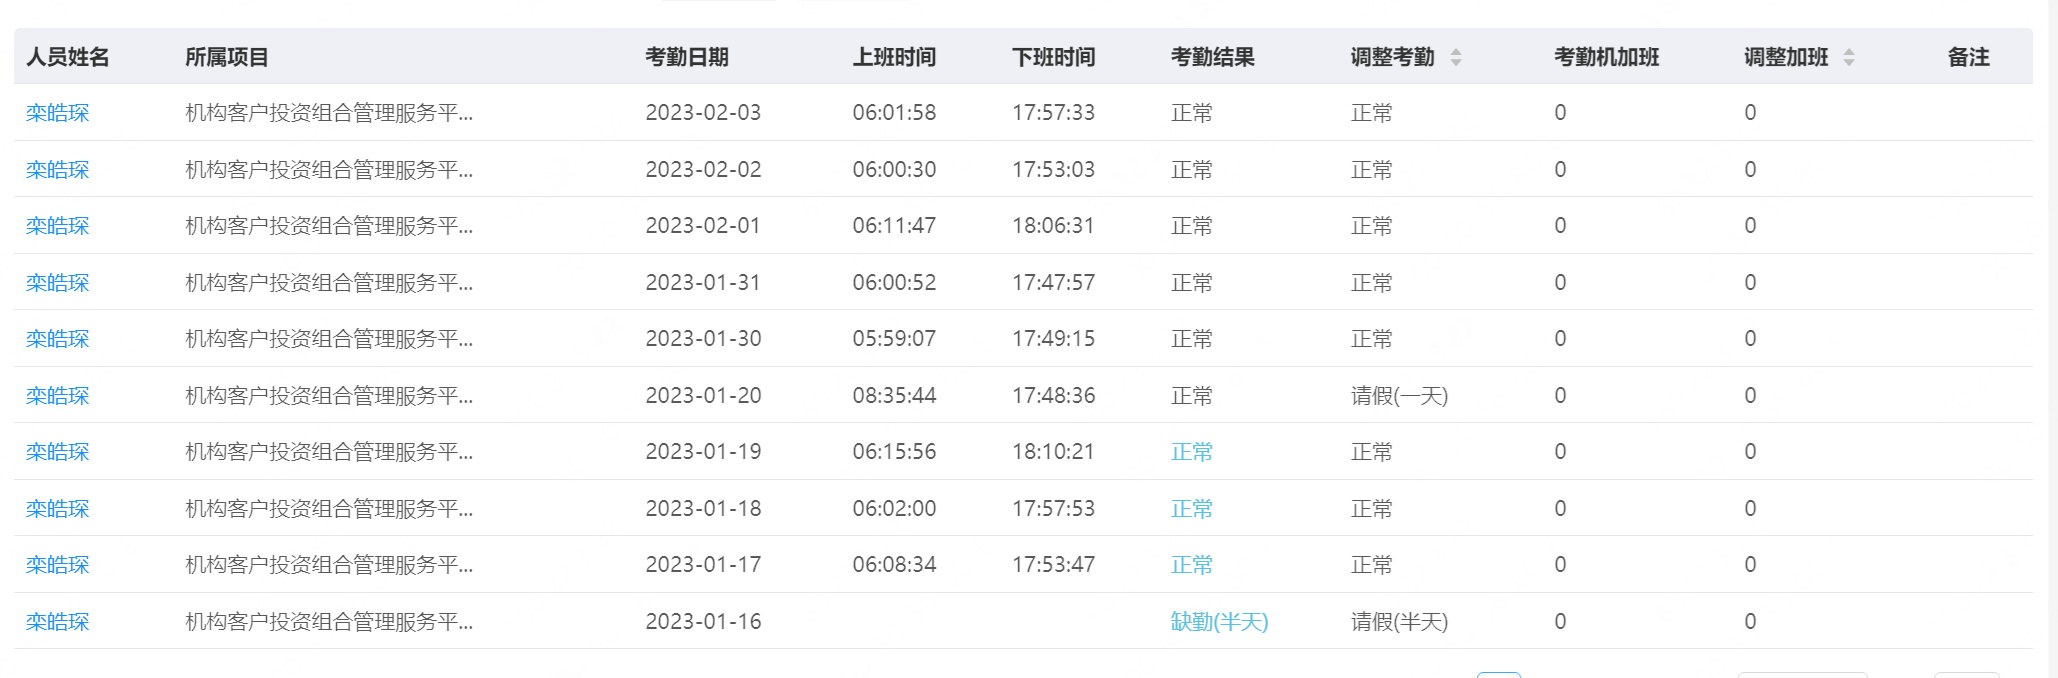 人员姓名 所属项目 考勤日期 上班时间 下班时间 考勤结果 调整考勤 考勤机加班 调整加班 备注
栾皓琛 机构客户投资组合管理服务平... 2023-02-03 06:01:58 17:57:33 正常 正常 0 0
栾皓琛 机构客户投资组合管理服务平... 2023-02-02 06:00:30 17:53:03 正常 正常 0 0
栾皓琛 机构客户投资组合管理服务平... 2023-02-01 06:11:47 18:06:31 正常 正常 0 0
栾皓琛 机构客户投资组合管理服务平... 2023-01-31 06:00:52 17:47:57 正常 正常 0 0
栾皓琛 机构客户投资组合管理服务平... 2023-01-30 05:59:07 17:49:15 正常 正常 0 0
栾皓琛 机构客户投资组合管理服务平... 2023-01-20 08:35:44 17:48:36 正常 请假(一天) 0 0
栾皓琛 机构客户投资组合管理服务平... 2023-01-19 06:15:56 18:10:21 正常 正常 0 0
栾皓琛 机构客户投资组合管理服务平... 2023-01-18 06:02:00 17:57:53 正常 正常 0 0
栾皓琛 机构客户投资组合管理服务平... 2023-01-17 06:08:34 17:53:47 正常 正常 0 0
栾皓琛 机构客户投资组合管理服务平... 2023-01-16 缺勤(半天) 请假(半天) 0 0